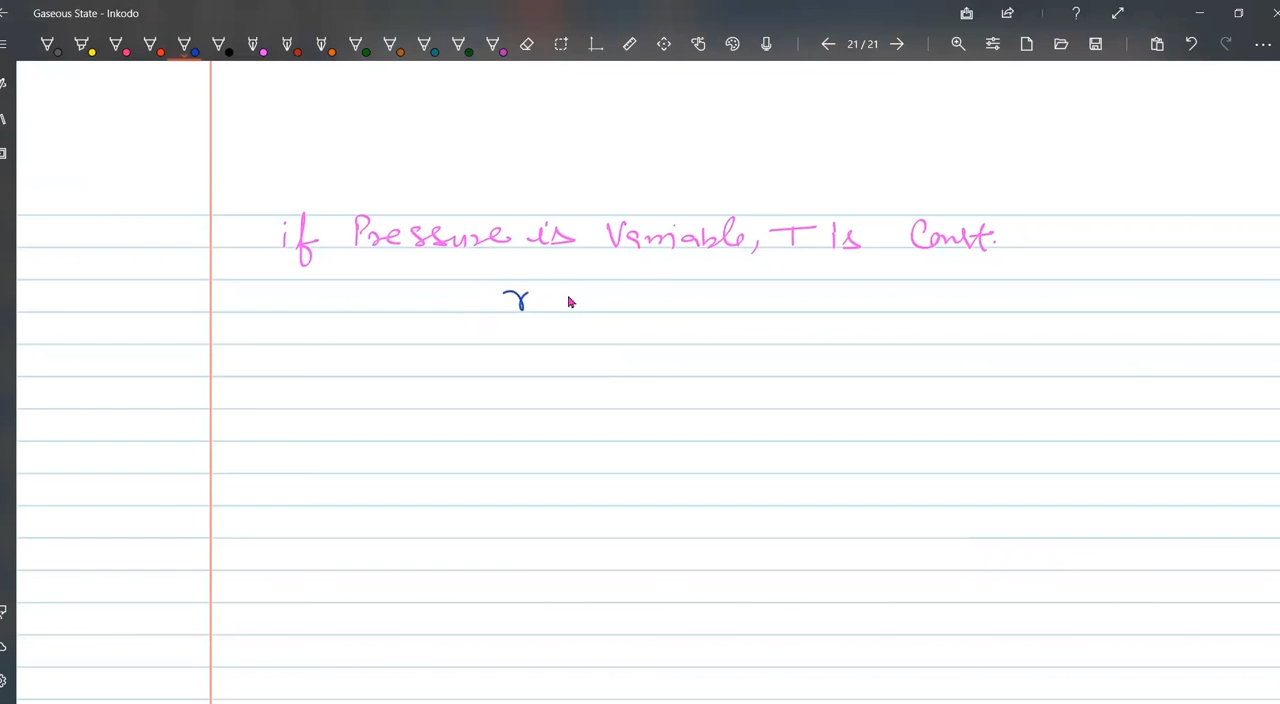 Gaseous State - Inkodo
21/21
if Pressure is Variable, T is Const.
r